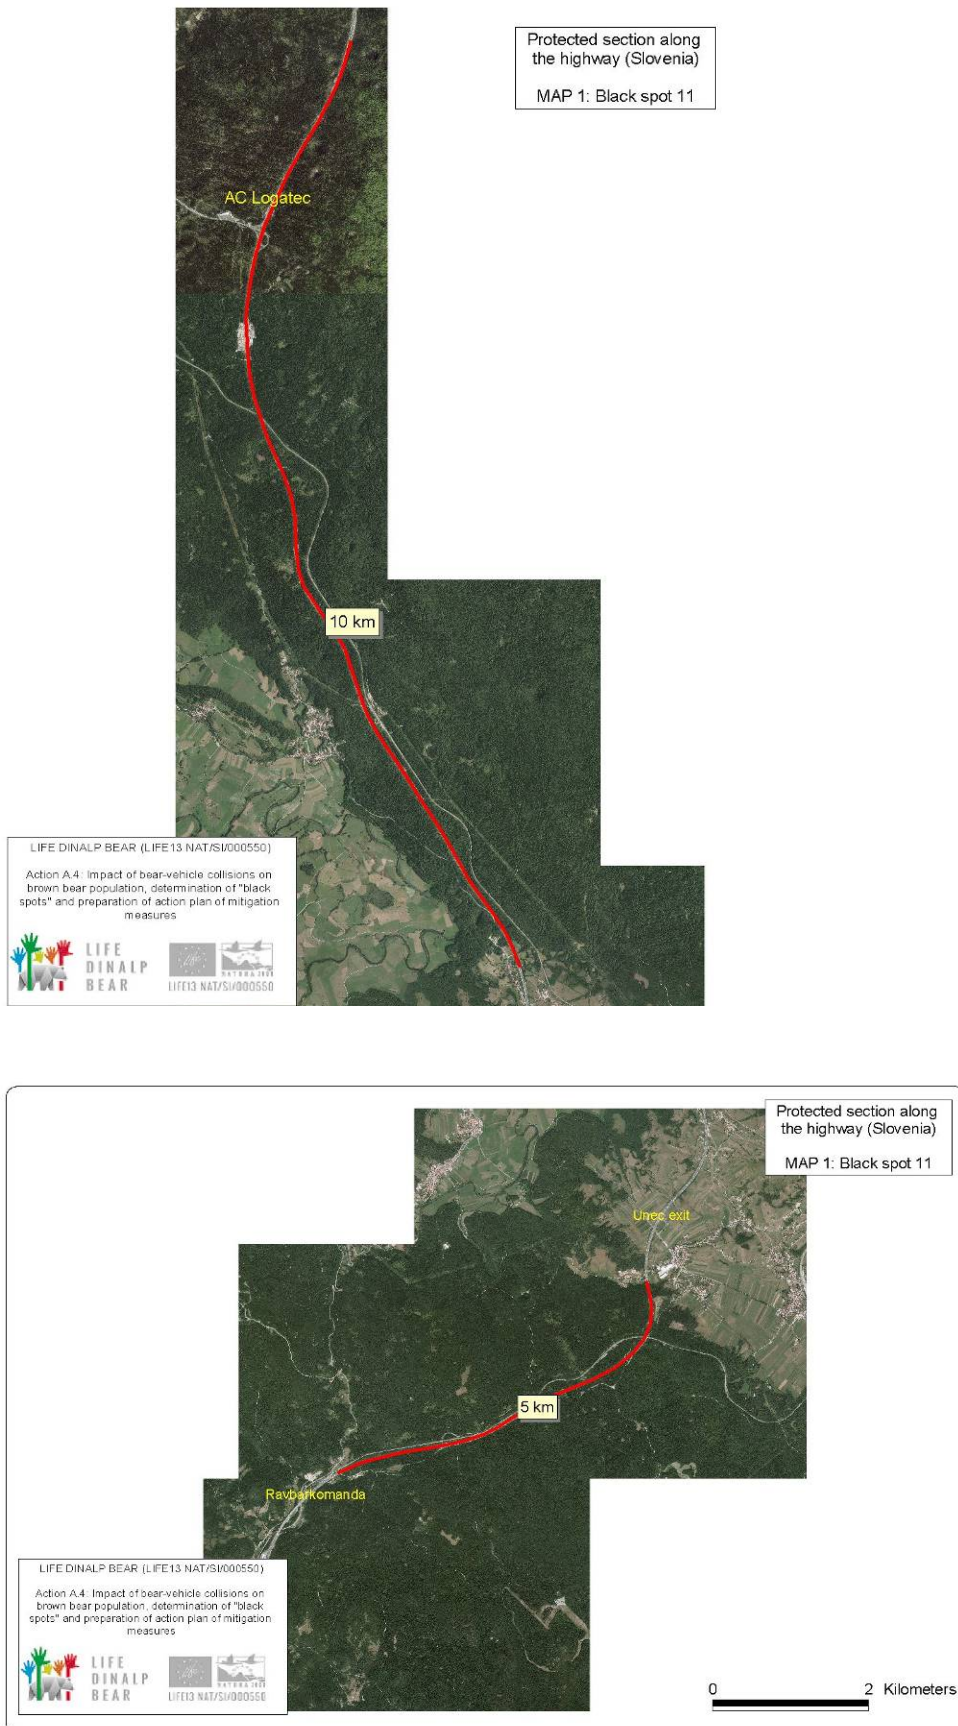 Protected section along
the highway (Slovenia)
MAP 1: Black spot 11
AC Logatec
10 km
LIFE DINALP BEAR (LIFE13 NAT/SI/000550)
Action A.4: Impact of bear-vehicle collisions on
brown bear population, determination of "black
spots" and preparation of action plan of mitigation
measures
LIFE
DINALP
BEAR
NATURA 2000
LIFE13 NAT/SI/000550
Protected section along
the highway (Slovenia)
MAP 1: Black spot 11
Unec exit
5 km
Ravbarkomanda
LIFE DINALP BEAR (LIFE13 NAT/SI/000550)
Action A.4: Impact of bear-vehicle collisions on
brown bear population, determination of "black
spots" and preparation of action plan of mitigation
measures
LIFE
DINALP
BEAR
NATURA 2000
LIFE13 NAT/SI/000550
0 2 Kilometers